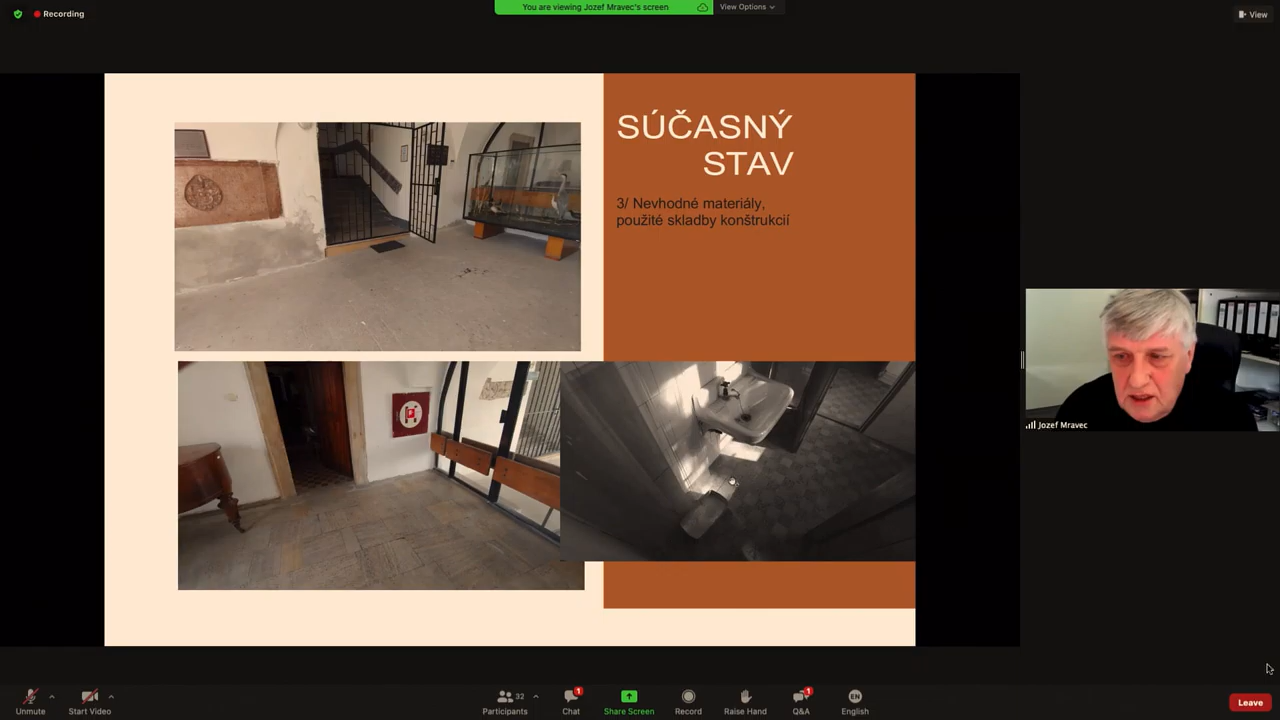 Recording
You are viewing Jozef Mravec's screen
View Options
View
SÚČASNÝ
STAV
3/ Nevhodné materiály,
použité skladby konštrukcií
Jozef Mravec
Unmute
Start Video
32
Participants
1
Chat
Share Screen
Record
Raise Hand
1
Q&A
EN
English
Leave